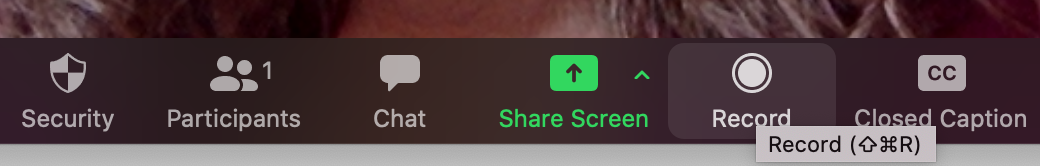 1
Security Participants Chat Share Screen Record CC Closed Caption
Record (⇧⌘R)